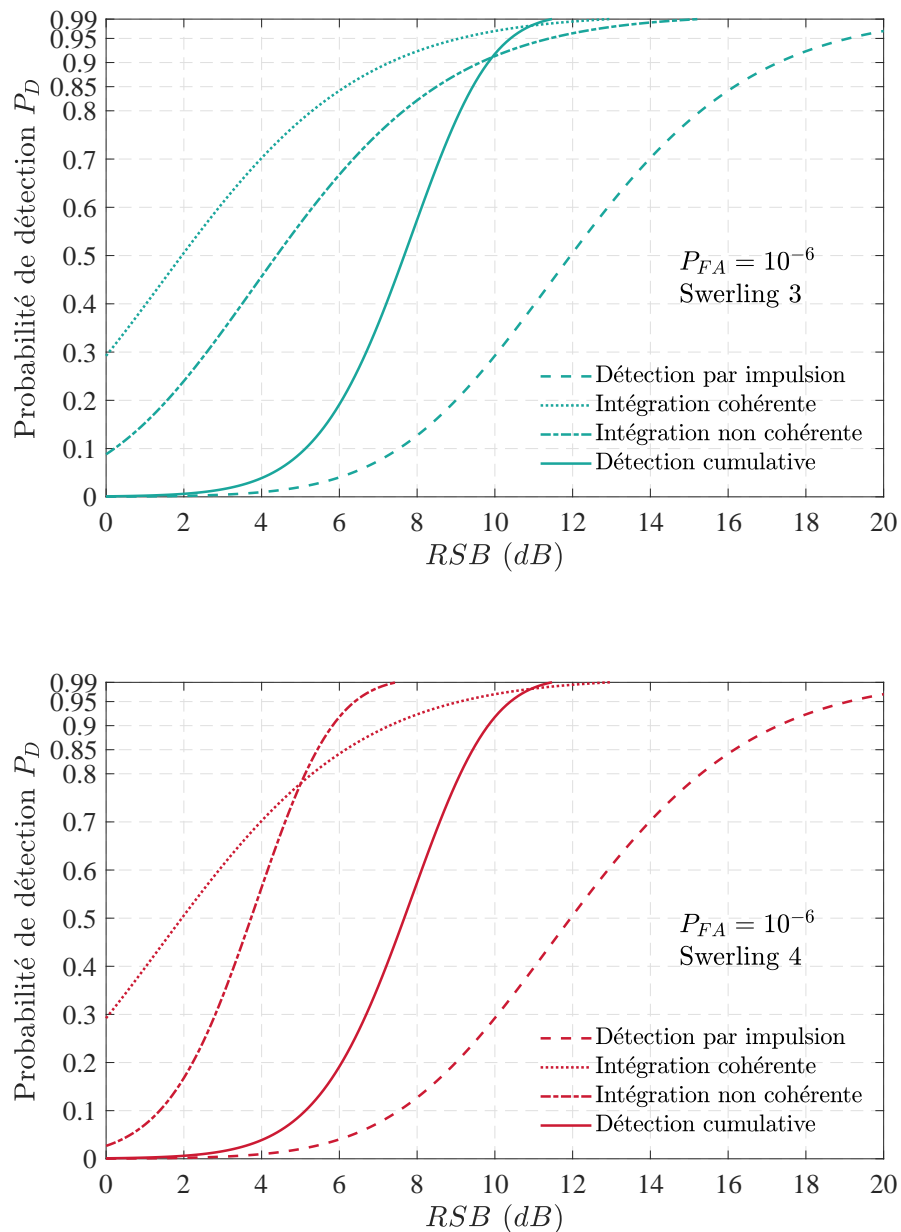 0.99
0.95
0.9
0.85
0.8
0.7
0.6
0.5
0.4
0.3
0.2
0.1
0
Probabilité de détection P_D
P_{FA} = 10^{-6}
Swerling 3
Détection par impulsion
Intégration cohérente
Intégration non cohérente
Détection cumulative
0 2 4 6 8 10 12 14 16 18 20
RSB (dB)
0.99
0.95
0.9
0.85
0.8
0.7
0.6
0.5
0.4
0.3
0.2
0.1
0
Probabilité de détection P_D
P_{FA} = 10^{-6}
Swerling 4
Détection par impulsion
Intégration cohérente
Intégration non cohérente
Détection cumulative
0 2 4 6 8 10 12 14 16 18 20
RSB (dB)